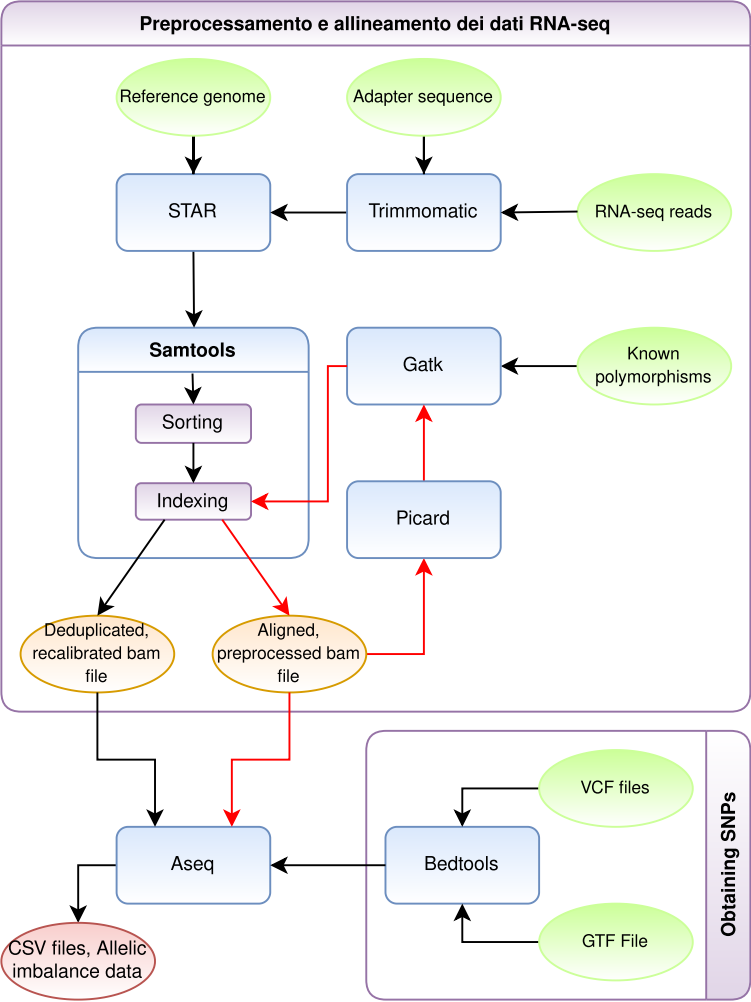 Preprocessamento e allineamento dei dati RNA-seq
Reference genome
Adapter sequence
STAR
Trimmomatic
RNA-seq reads
Samtools
Sorting
Indexing
Gatk
Known
polymorphisms
Picard
Deduplicated,
recalibrated bam
file
Aligned,
preprocessed bam
file
Obtaining SNPs
VCF files
Aseq
Bedtools
GTF File
CSV files, Allelic
imbalance data